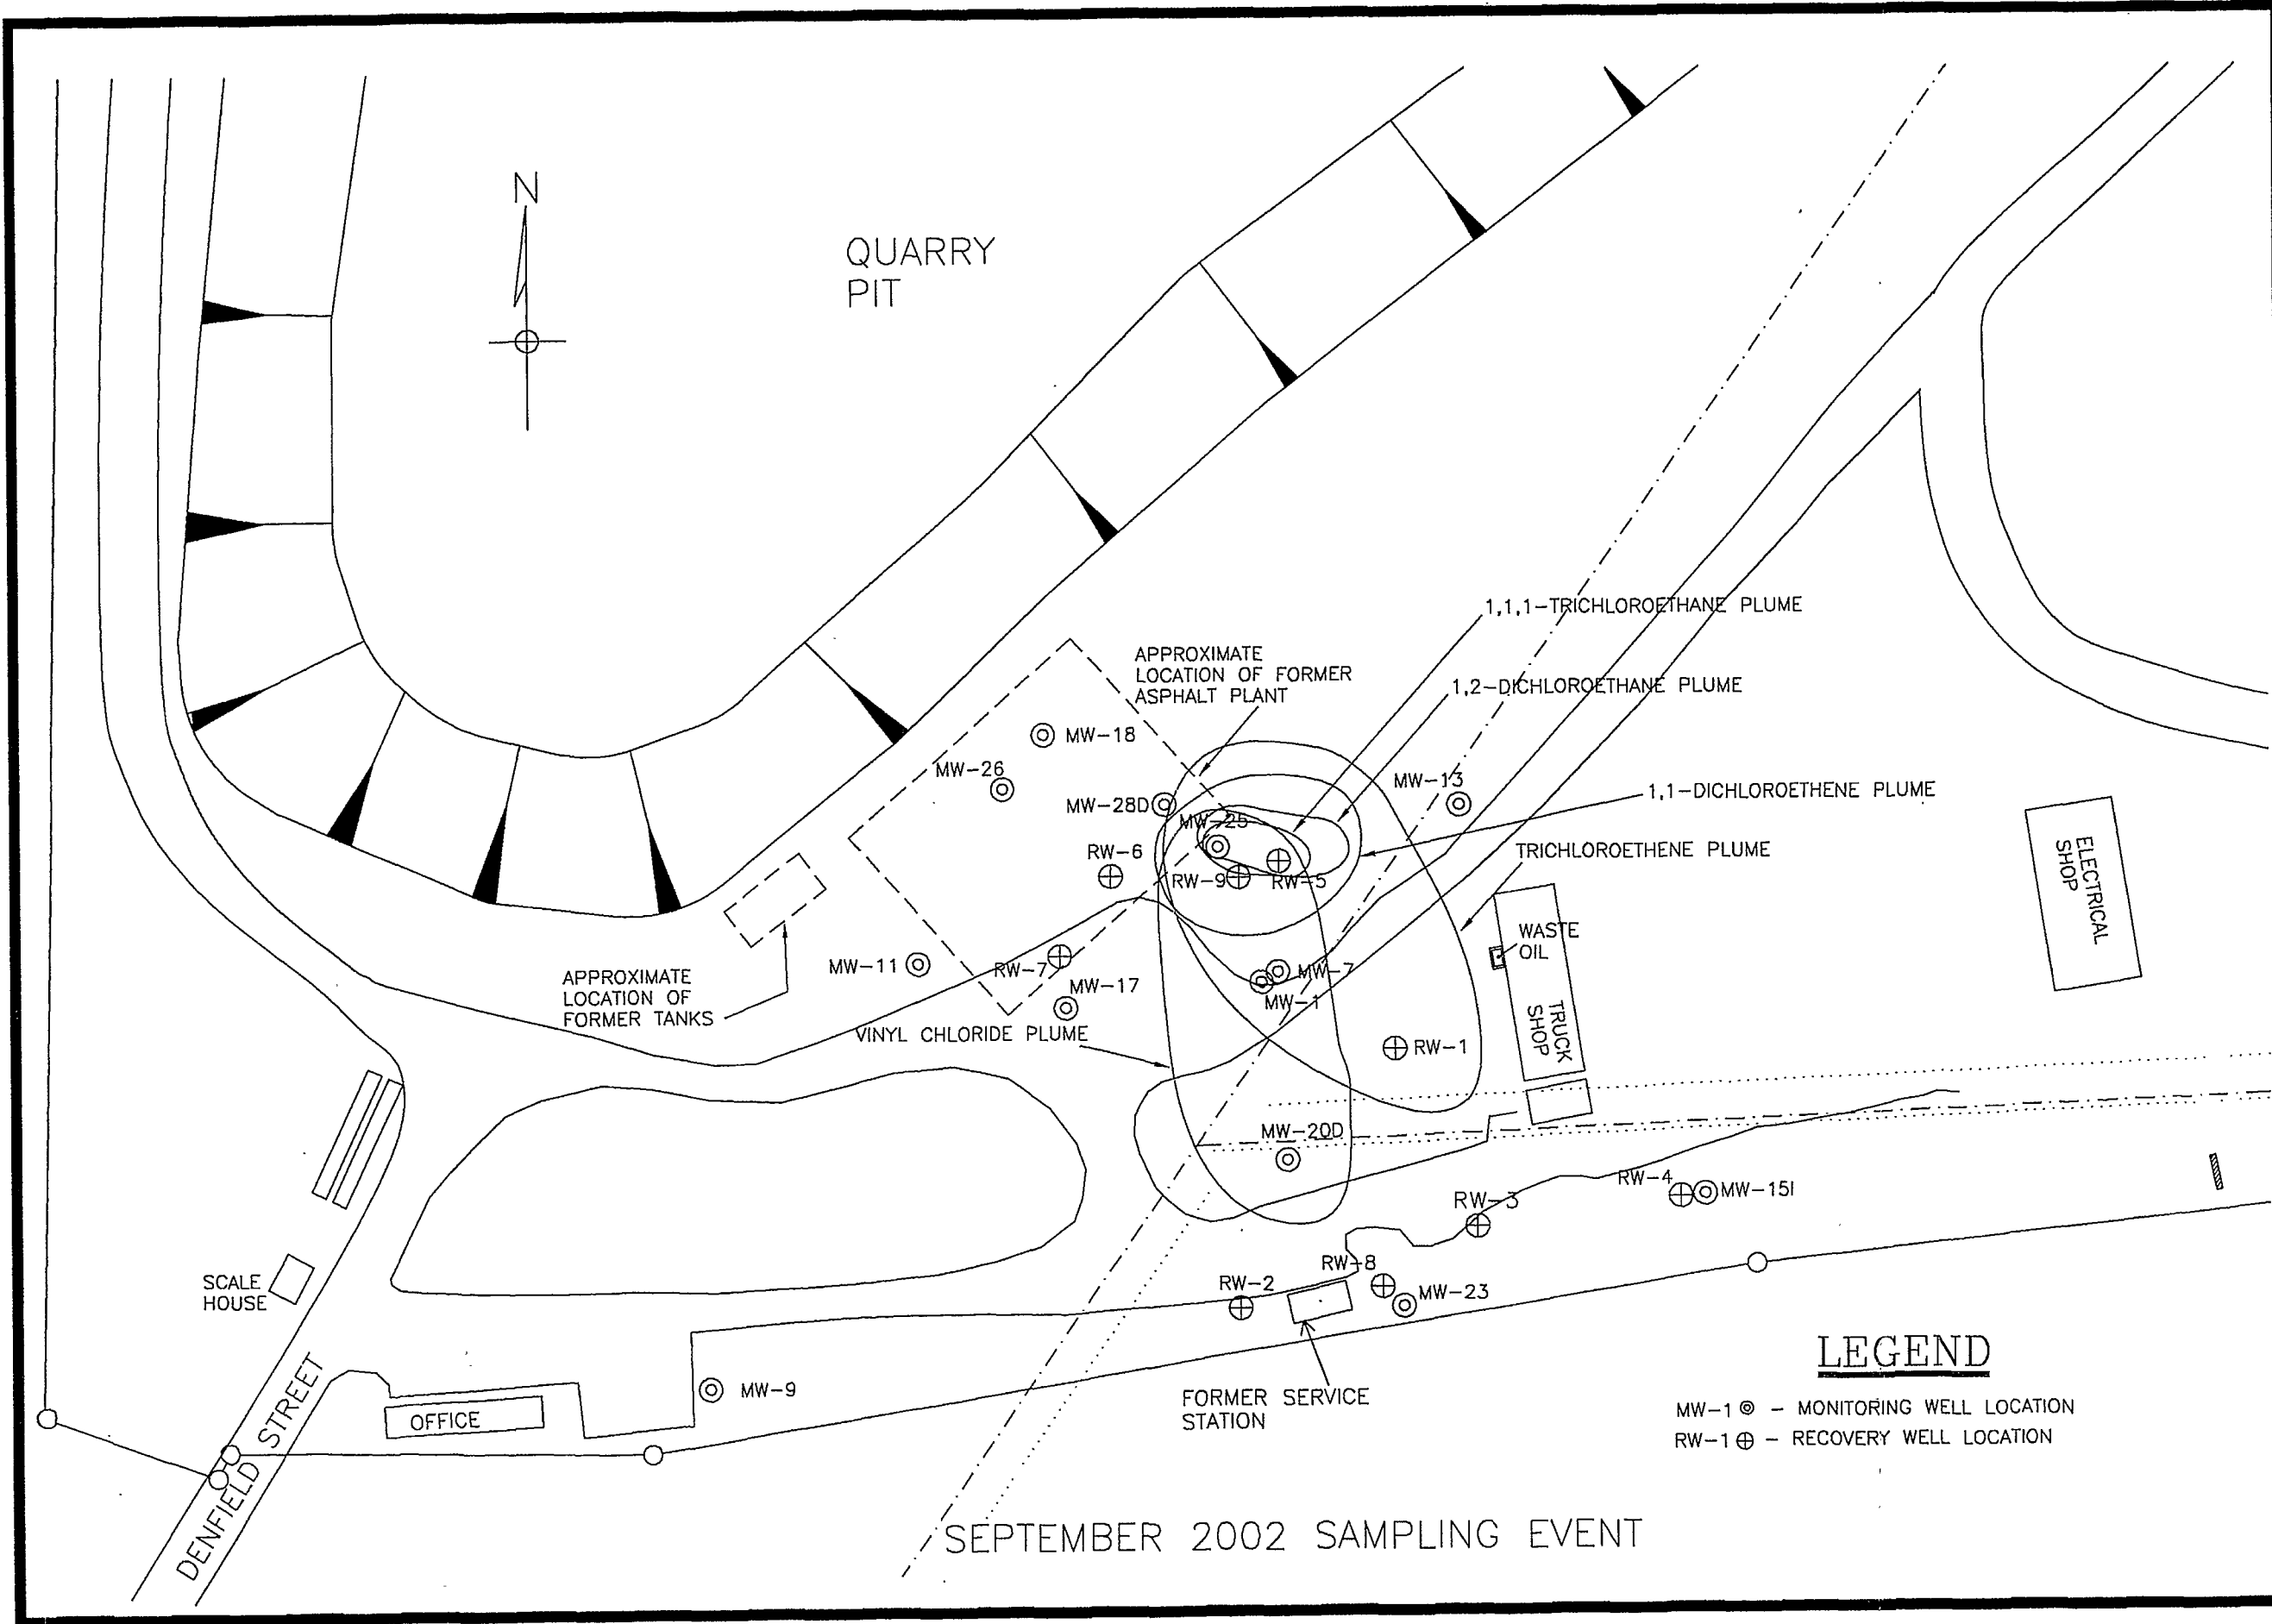 N
QUARRY
PIT
1,1,1-TRICHLOROETHANE PLUME
APPROXIMATE
LOCATION OF FORMER
ASPHALT PLANT
1,2-DICHLOROETHANE PLUME
MW-18
MW-26
MW-13
MW-28D
1,1-DICHLOROETHENE PLUME
MW-25
RW-6
TRICHLOROETHENE PLUME
RW-9
RW-5
ELECTRICAL
SHOP
WASTE
OIL
MW-11
RW-7
MW-7
APPROXIMATE
LOCATION OF
FORMER TANKS
MW-17
MW-1
VINYL CHLORIDE PLUME
TRUCK
SHOP
RW-1
MW-20D
RW-4
MW-15I
RW-3
SCALE
HOUSE
RW-8
RW-2
MW-23
LEGEND
DENFIELD STREET
MW-9
OFFICE
FORMER SERVICE
STATION
MW-1 - MONITORING WELL LOCATION
RW-1 - RECOVERY WELL LOCATION
SEPTEMBER 2002 SAMPLING EVENT